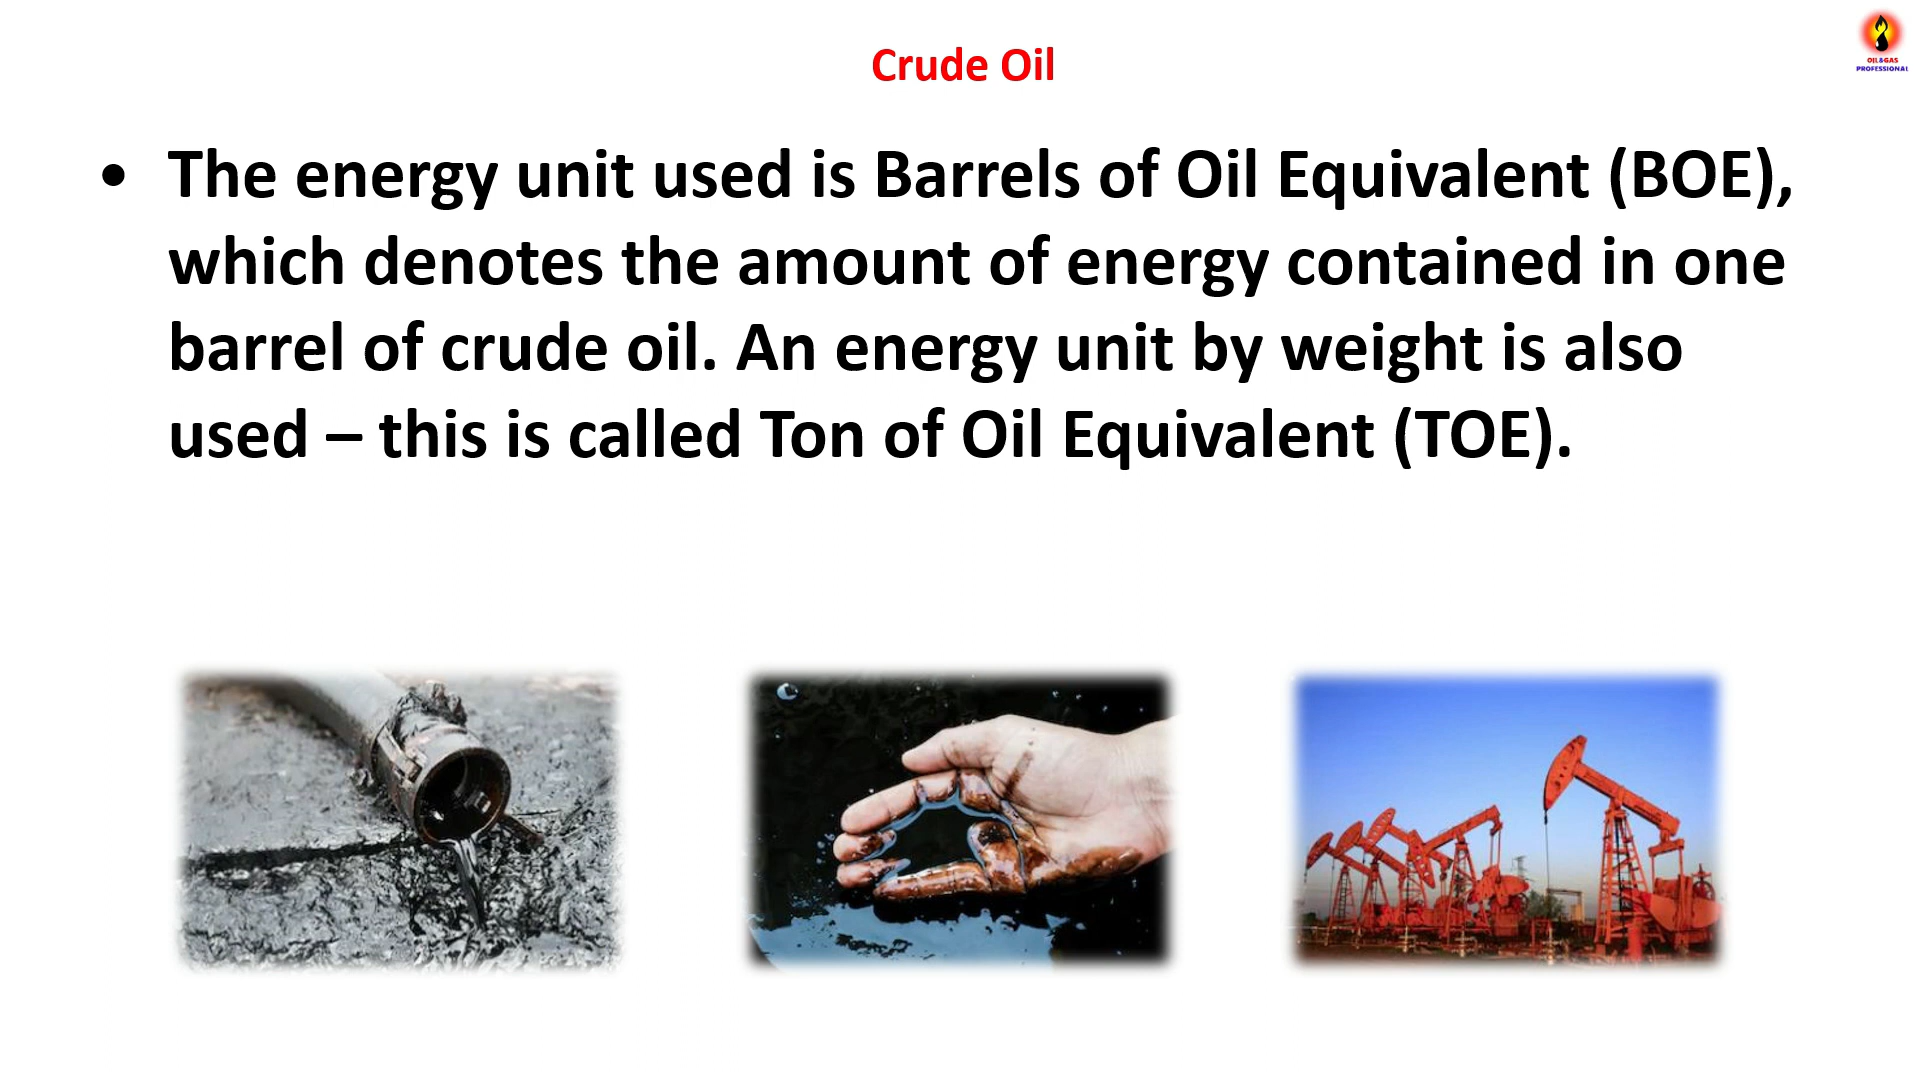 Crude Oil
OIL&GAS
PROFESSIONAL
• The energy unit used is Barrels of Oil Equivalent (BOE),
which denotes the amount of energy contained in one
barrel of crude oil. An energy unit by weight is also
used – this is called Ton of Oil Equivalent (TOE).